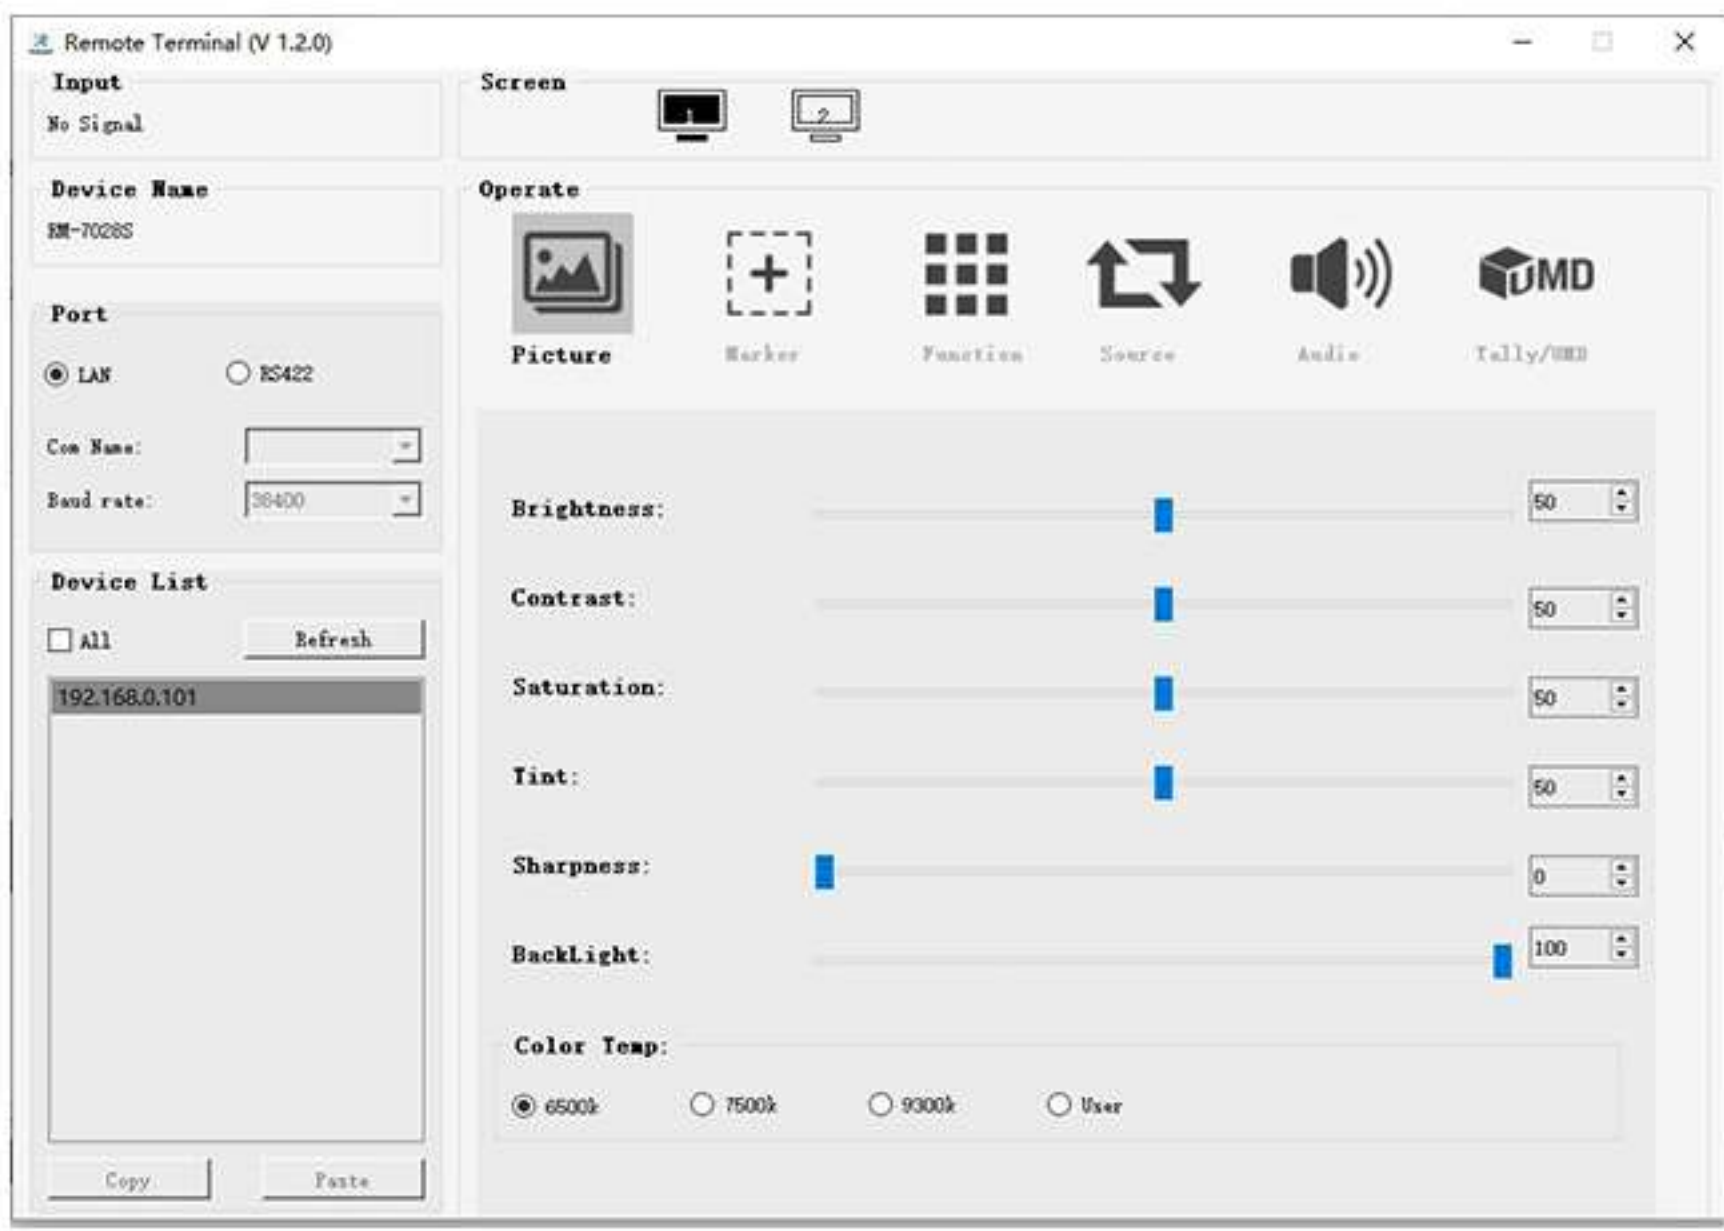 Remote Terminal (V 1.2.0)
Input
No Signal
Screen
1
2
Device Name
RM-7028S
Port
LAN
RS422
Com Name:
Baud rate:
38400
Device List
All
Refresh
192.168.0.101
Copy
Paste
Operate
UMD
Picture
Marker
Function
Source
Audio
Tally/UMD
Brightness:
50
Contrast:
50
Saturation:
50
Tint:
50
Sharpness:
0
BackLight:
100
Color Temp:
6500k
7500k
9300k
User